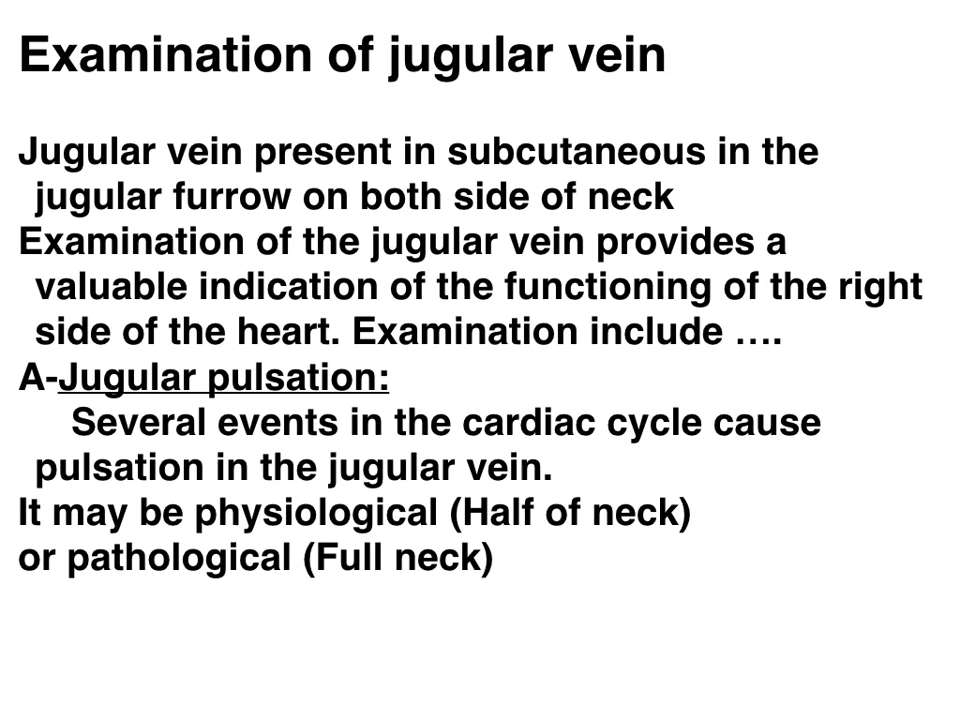 Examination of jugular vein
Jugular vein present in subcutaneous in the
jugular furrow on both side of neck
Examination of the jugular vein provides a
valuable indication of the functioning of the right
side of the heart. Examination include ….
A-Jugular pulsation:
Several events in the cardiac cycle cause
pulsation in the jugular vein.
It may be physiological (Half of neck)
or pathological (Full neck)